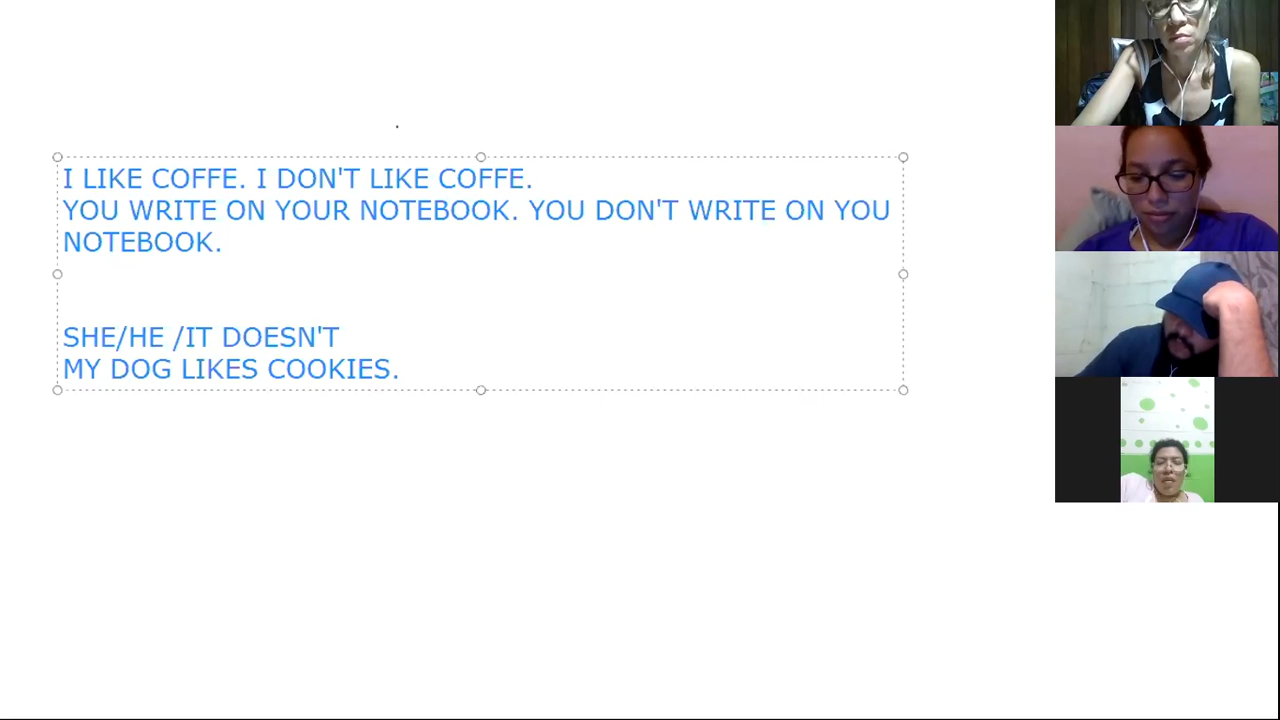 I LIKE COFFE. I DON'T LIKE COFFE.
YOU WRITE ON YOUR NOTEBOOK. YOU DON'T WRITE ON YOU
NOTEBOOK.
SHE/HE /IT DOESN'T
MY DOG LIKES COOKIES.